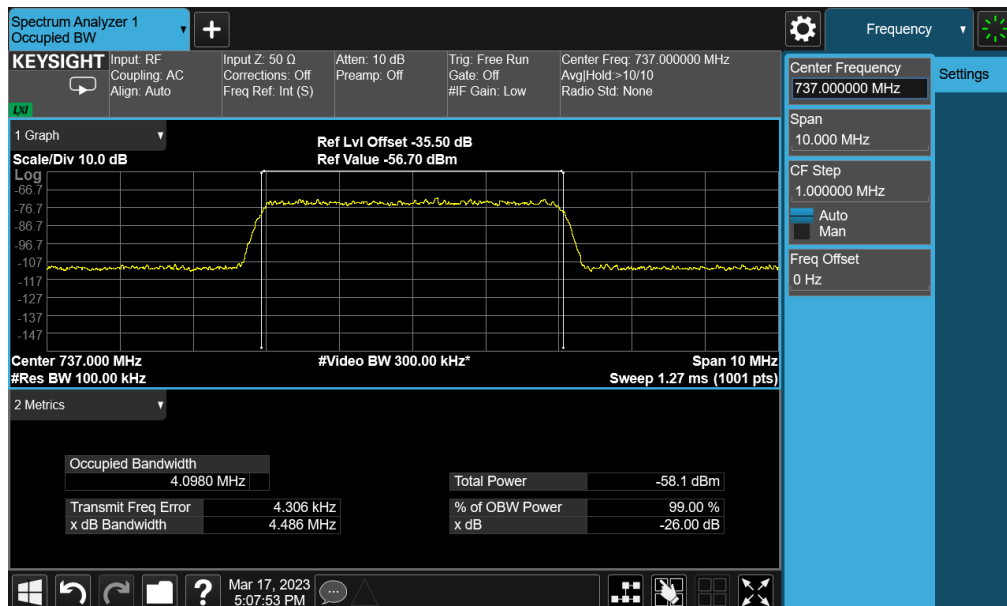 Spectrum Analyzer 1
Occupied BW
Frequency
KEYSIGHT
LXI
Input: RF
Coupling: AC
Align: Auto
Input Z: 50 Ω
Corrections: Off
Freq Ref: Int (S)
Atten: 10 dB
Preamp: Off
Trig: Free Run
Gate: Off
#IF Gain: Low
Center Freq: 737.000000 MHz
Avg|Hold:>10/10
Radio Std: None
Center Frequency
737.000000 MHz
Settings
Span
10.000 MHz
CF Step
1.000000 MHz
Auto
Man
Freq Offset
0 Hz
1 Graph
Scale/Div 10.0 dB
Ref Lvl Offset -35.50 dB
Ref Value -56.70 dBm
Log
-66.7
-76.7
-86.7
-96.7
-107
-117
-127
-137
-147
Center 737.000 MHz
#Video BW 300.00 kHz*
Span 10 MHz
#Res BW 100.00 kHz
Sweep 1.27 ms (1001 pts)
2 Metrics
Occupied Bandwidth
4.0980 MHz
Total Power -58.1 dBm
Transmit Freq Error 4.306 kHz
% of OBW Power 99.00 %
x dB Bandwidth 4.486 MHz
x dB -26.00 dB
?
Mar 17, 2023
5:07:53 PM